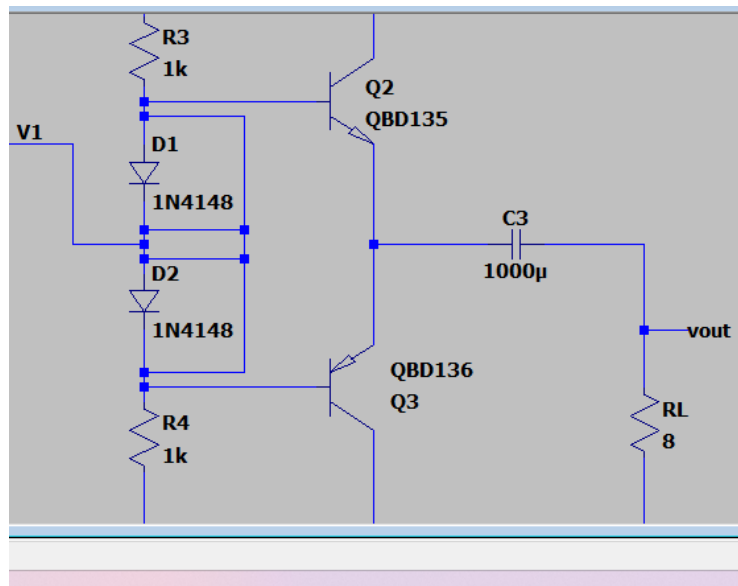 R3
1k
Q2
QBD135
V1
D1
1N4148
C3
1000µ
D2
1N4148
vout
QBD136
Q3
R4
1k
RL
8